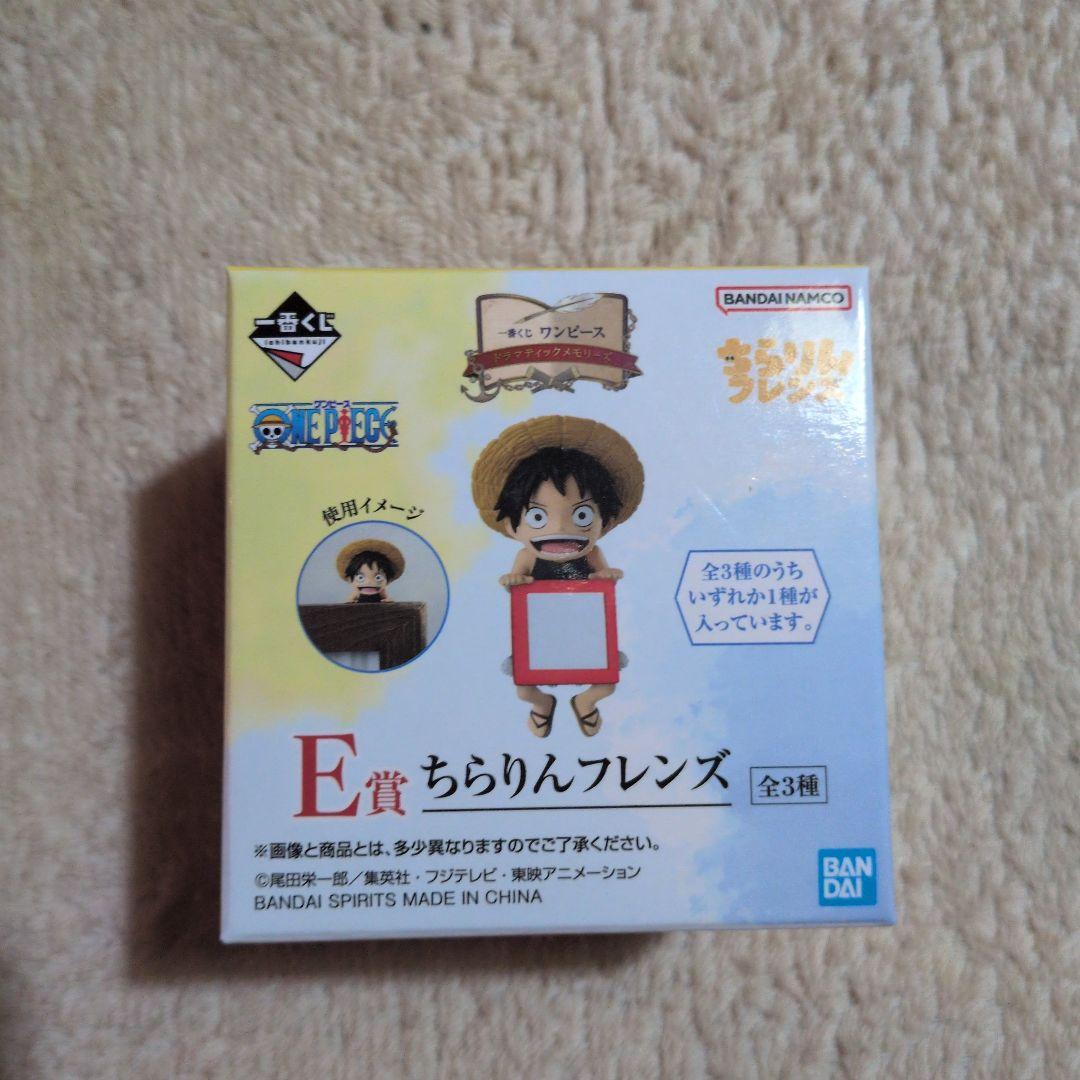 一番くじ
ichibankuji
ワンピース
ONE PIECE
一番くじ ワンピース
ドラマティックメモリーズ
BANDAI NAMCO
ちらりん
フレンズ
使用イメージ
全3種のうち
いずれか1種が
入っています。
E賞 ちらりんフレンズ 全3種
※画像と商品とは、多少異なりますのでご了承ください。
©尾田栄一郎／集英社・フジテレビ・東映アニメーション
BANDAI SPIRITS MADE IN CHINA
BAN
DAI